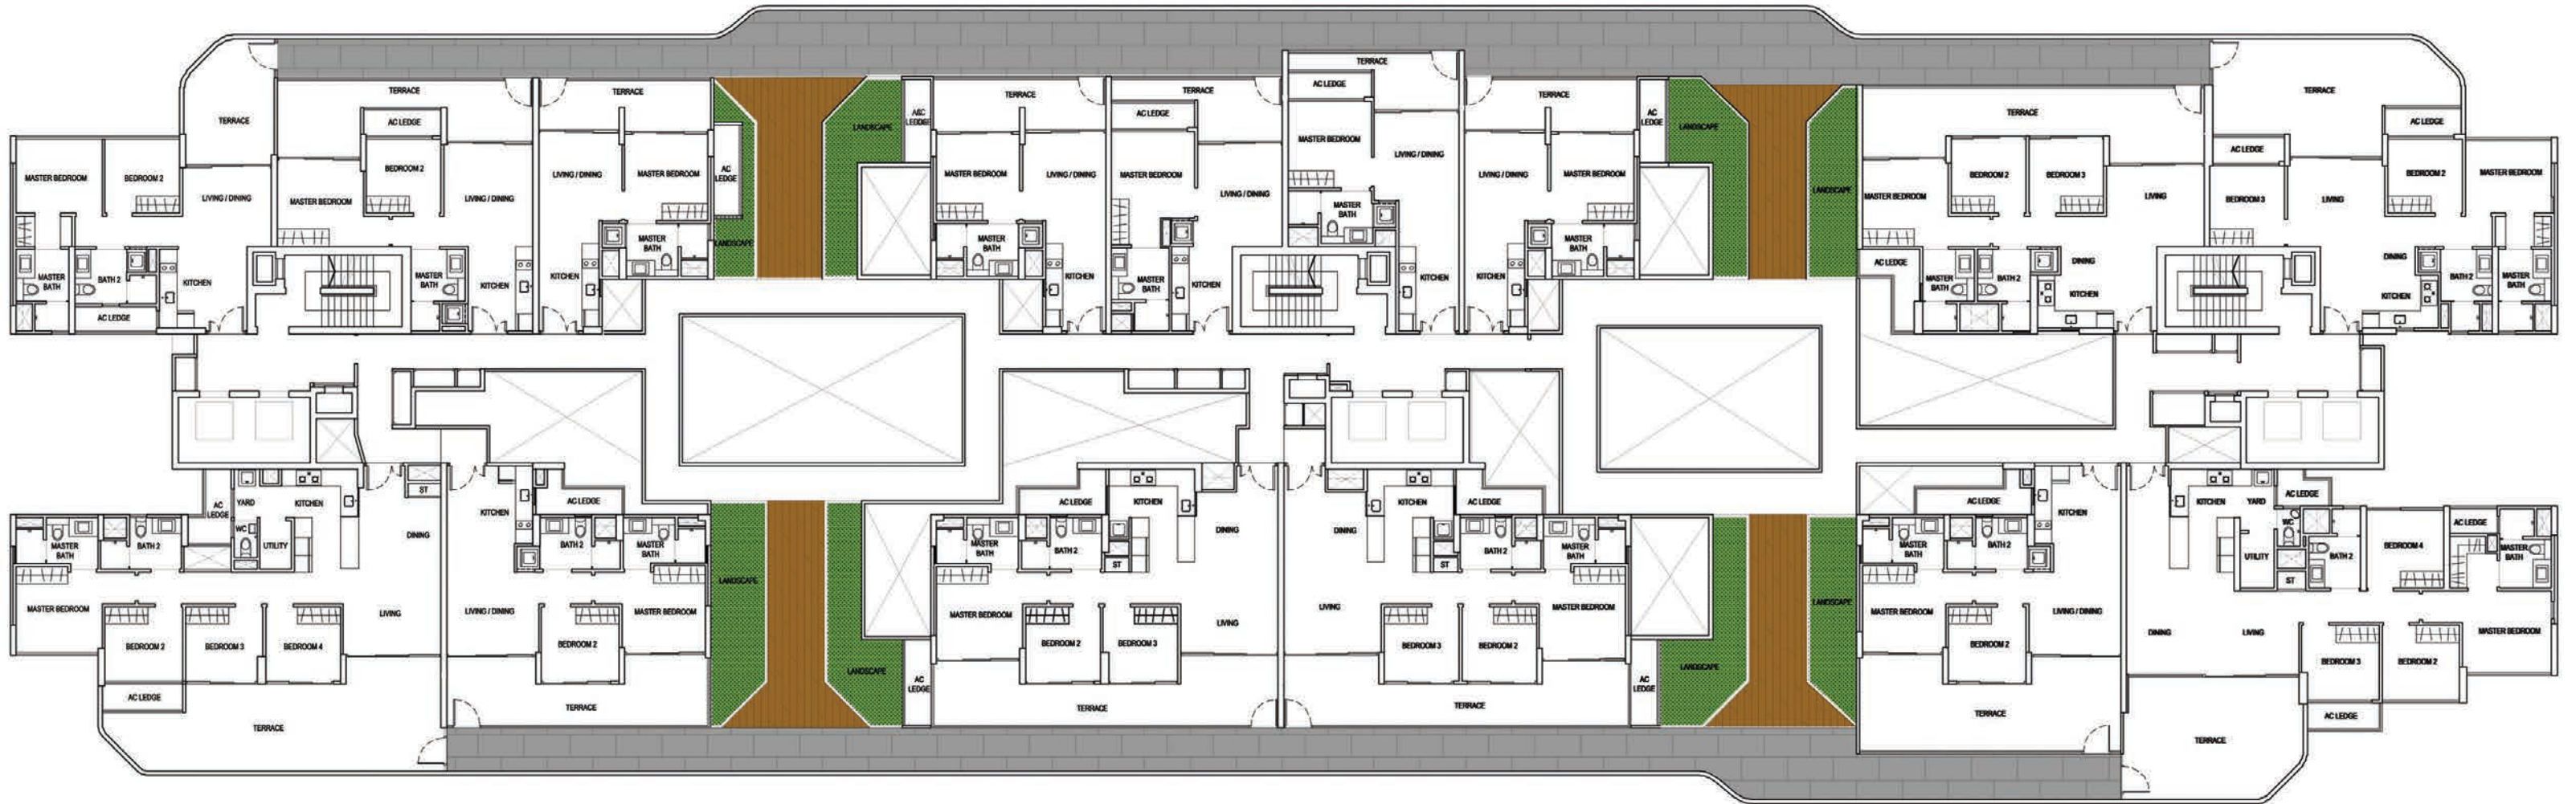 TERRACE
AC LEDGE
TERRACE
TERRACE
TERRACE
TERRACE
TERRACE
TERRACE
TERRACE
TERRACE
AC LEDGE
AC LEDGE
A&C
LEDGE
AC
LEDGE
AC LEDGE
TERRACE
LANDSCAPE
LANDSCAPE
MASTER BEDROOM
LIVING / DINING
AC LEDGE
MASTER BEDROOM
BEDROOM 2
LIVING / DINING
BEDROOM 2
MASTER BEDROOM
LIVING / DINING
LIVING / DINING
MASTER BEDROOM
AC
LEDGE
MASTER BEDROOM
LIVING / DINING
MASTER BEDROOM
LIVING / DINING
LIVING / DINING
MASTER BEDROOM
LANDSCAPE
MASTER BEDROOM
BEDROOM 2
BEDROOM 3
LIVING
BEDROOM 3
LIVING
BEDROOM 2
MASTER BEDROOM
MASTER
BATH
MASTER
BATH
LANDSCAPE
MASTER
BATH
MASTER
BATH
MASTER
BATH
BATH 2
KITCHEN
MASTER
BATH
KITCHEN
KITCHEN
KITCHEN
MASTER
BATH
KITCHEN
KITCHEN
KITCHEN
AC LEDGE
MASTER
BATH
BATH 2
DINING
KITCHEN
DINING
KITCHEN
BATH 2
MASTER
BATH
AC LEDGE
AC
LEDGE
YARD
KITCHEN
ST
WC
UTILITY
DINING
MASTER
BATH
BATH 2
KITCHEN
AC LEDGE
BATH 2
MASTER
BATH
AC LEDGE
KITCHEN
DINING
MASTER
BATH
BATH 2
ST
DINING
KITCHEN
AC LEDGE
ST
BATH 2
MASTER
BATH
AC LEDGE
KITCHEN
MASTER
BATH
BATH 2
KITCHEN
YARD
AC LEDGE
WC
UTILITY
ST
BATH 2
BEDROOM 4
AC LEDGE
MASTER
BATH
LANDSCAPE
LANDSCAPE
MASTER BEDROOM
BEDROOM 2
BEDROOM 3
BEDROOM 4
LIVING
LIVING / DINING
BEDROOM 2
MASTER BEDROOM
MASTER BEDROOM
BEDROOM 2
BEDROOM 3
LIVING
LIVING
BEDROOM 3
BEDROOM 2
MASTER BEDROOM
MASTER BEDROOM
BEDROOM 2
LIVING / DINING
DINING
LIVING
BEDROOM 3
BEDROOM 2
MASTER BEDROOM
LANDSCAPE
LANDSCAPE
AC LEDGE
AC
LEDGE
AC
LEDGE
AC LEDGE
TERRACE
TERRACE
TERRACE
TERRACE
TERRACE
TERRACE